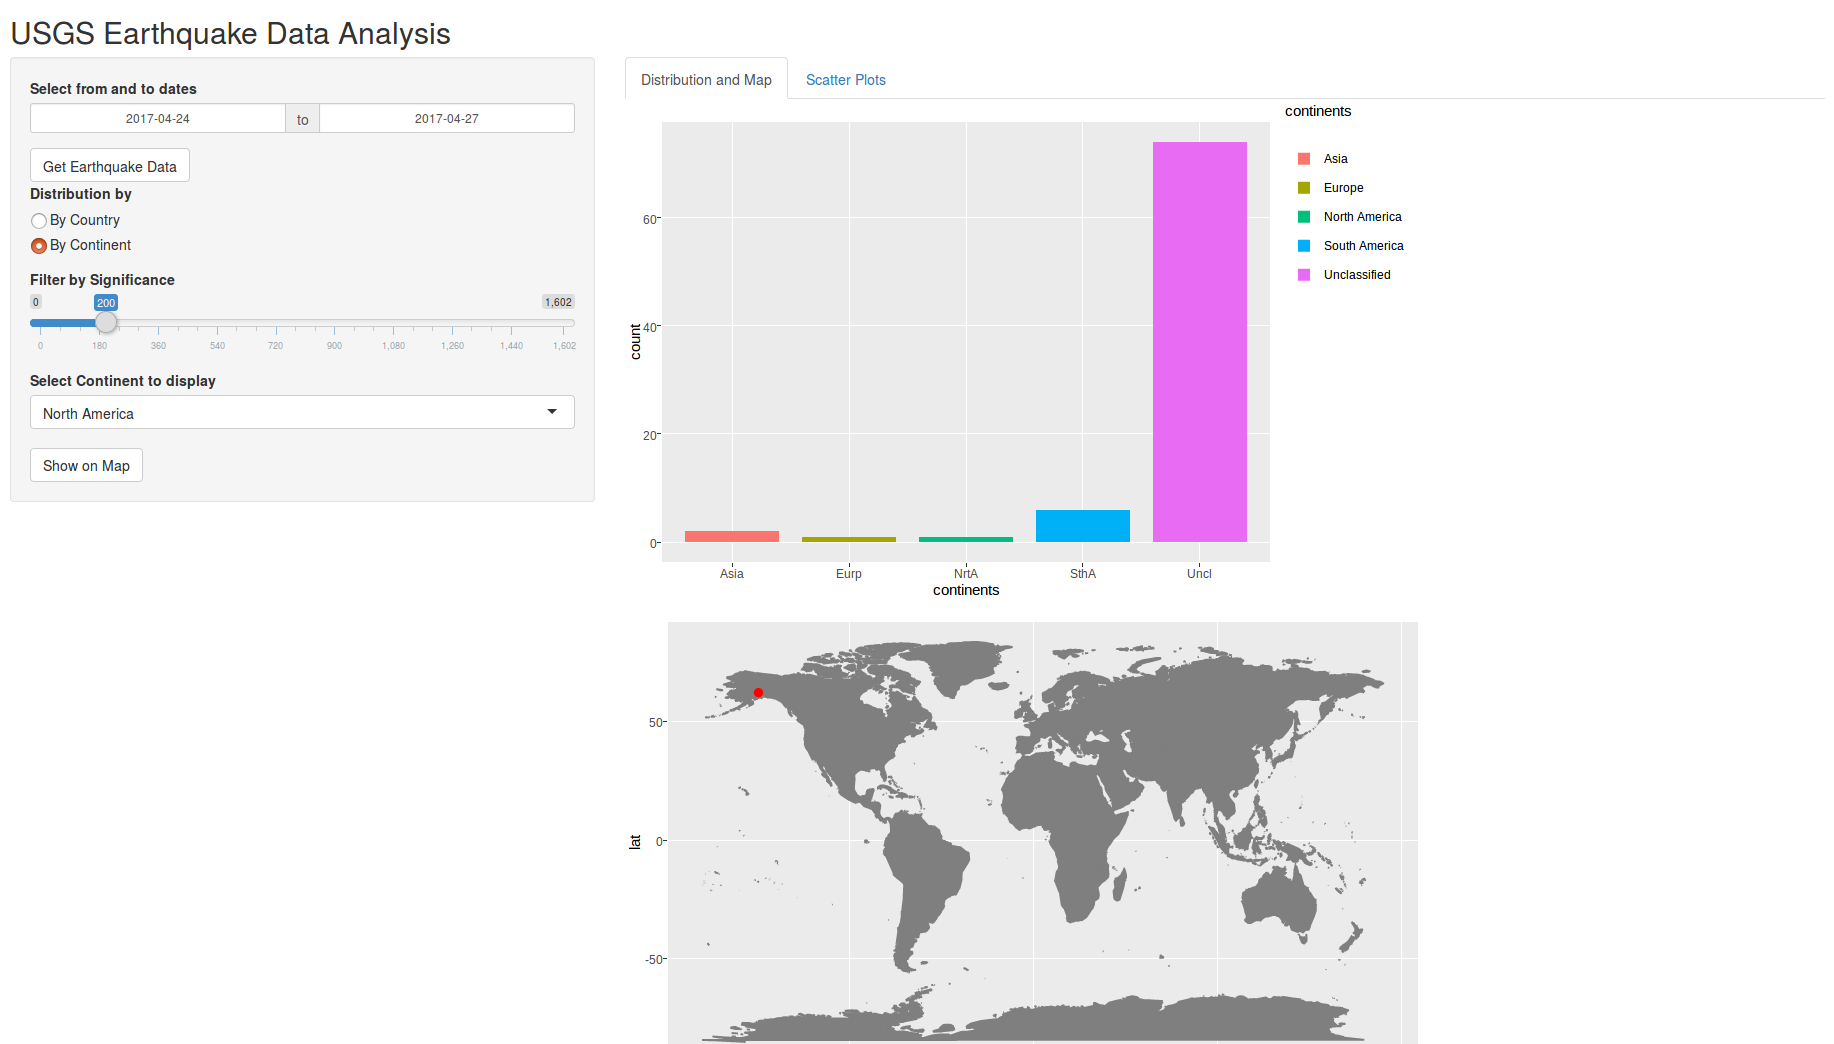 USGS Earthquake Data Analysis
Select from and to dates
2017-04-24 to 2017-04-27
Get Earthquake Data
Distribution by
By Country
By Continent
Filter by Significance
0 200 1,602
0 180 360 540 720 900 1,080 1,260 1,440 1,602
Select Continent to display
North America
Show on Map
Distribution and Map Scatter Plots
continents
Asia
Europe
North America
South America
Unclassified
60
40
20
0
count
Asia Eurp NrtA SthA Uncl
continents
50
0
-50
lat